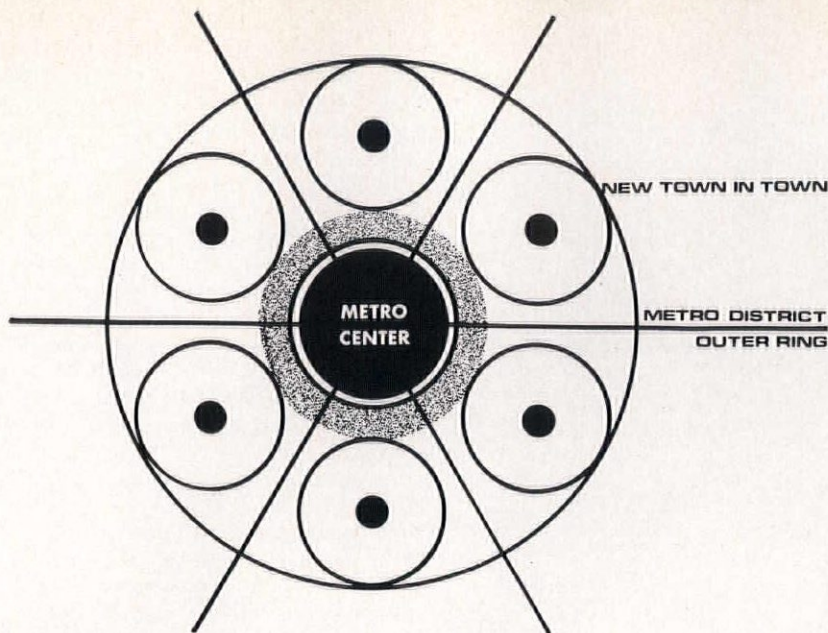 NEW TOWN IN TOWN
METRO DISTRICT
OUTER RING
METRO
CENTER